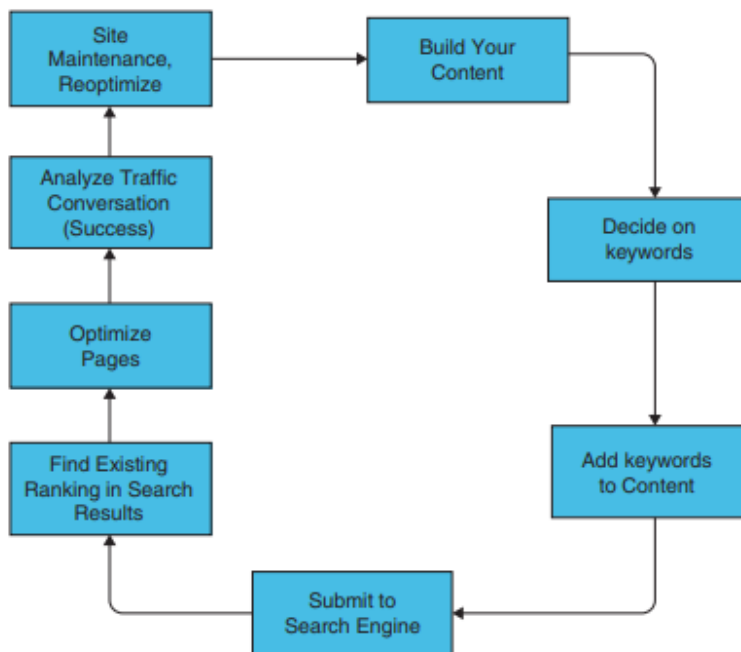 Site
Maintenance,
Reoptimize
Build Your
Content
Analyze Traffic
Conversation
(Success)
Decide on
keywords
Optimize
Pages
Find Existing
Ranking in Search
Results
Add keywords
to Content
Submit to
Search Engine